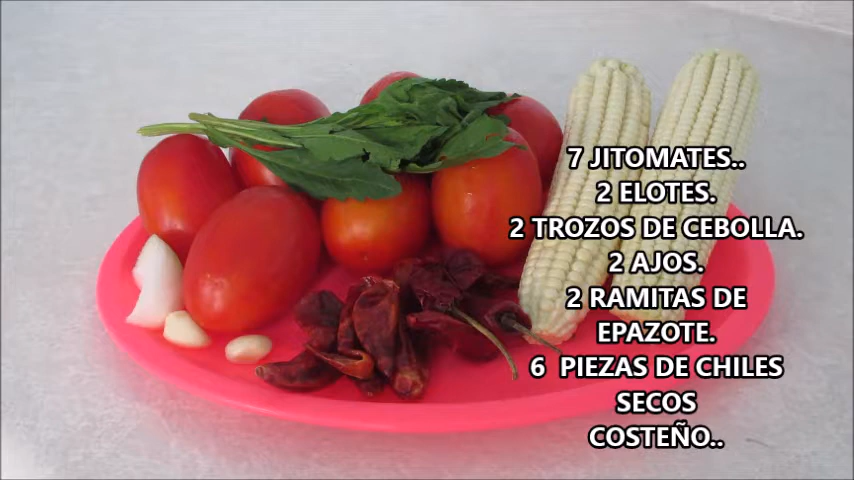 7 JITOMATES..
2 ELOTES.
2 TROZOS DE CEBOLLA.
2 AJOS.
2 RAMITAS DE
EPAZOTE.
6 PIEZAS DE CHILES
SECOS
COSTEÑO..